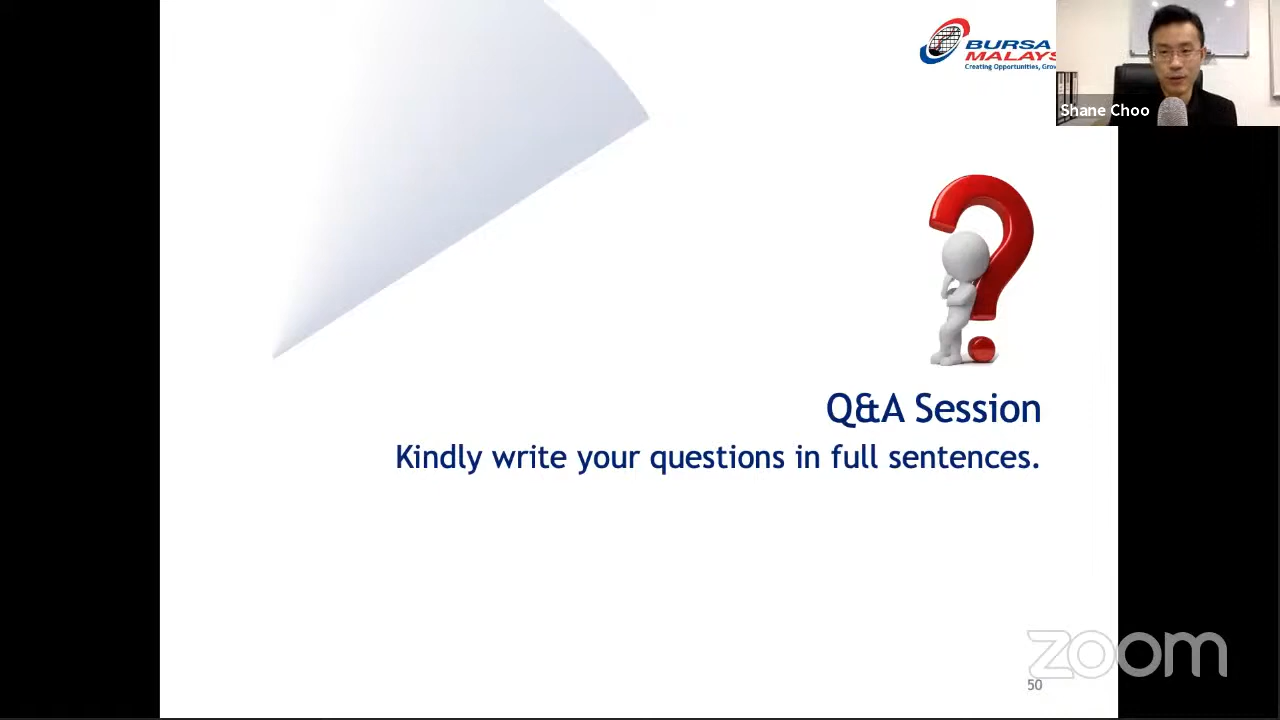 BURSA
MALAYS
Creating Opportunities, Grow
Shane Choo
Q&A Session
Kindly write your questions in full sentences.
zoom
50